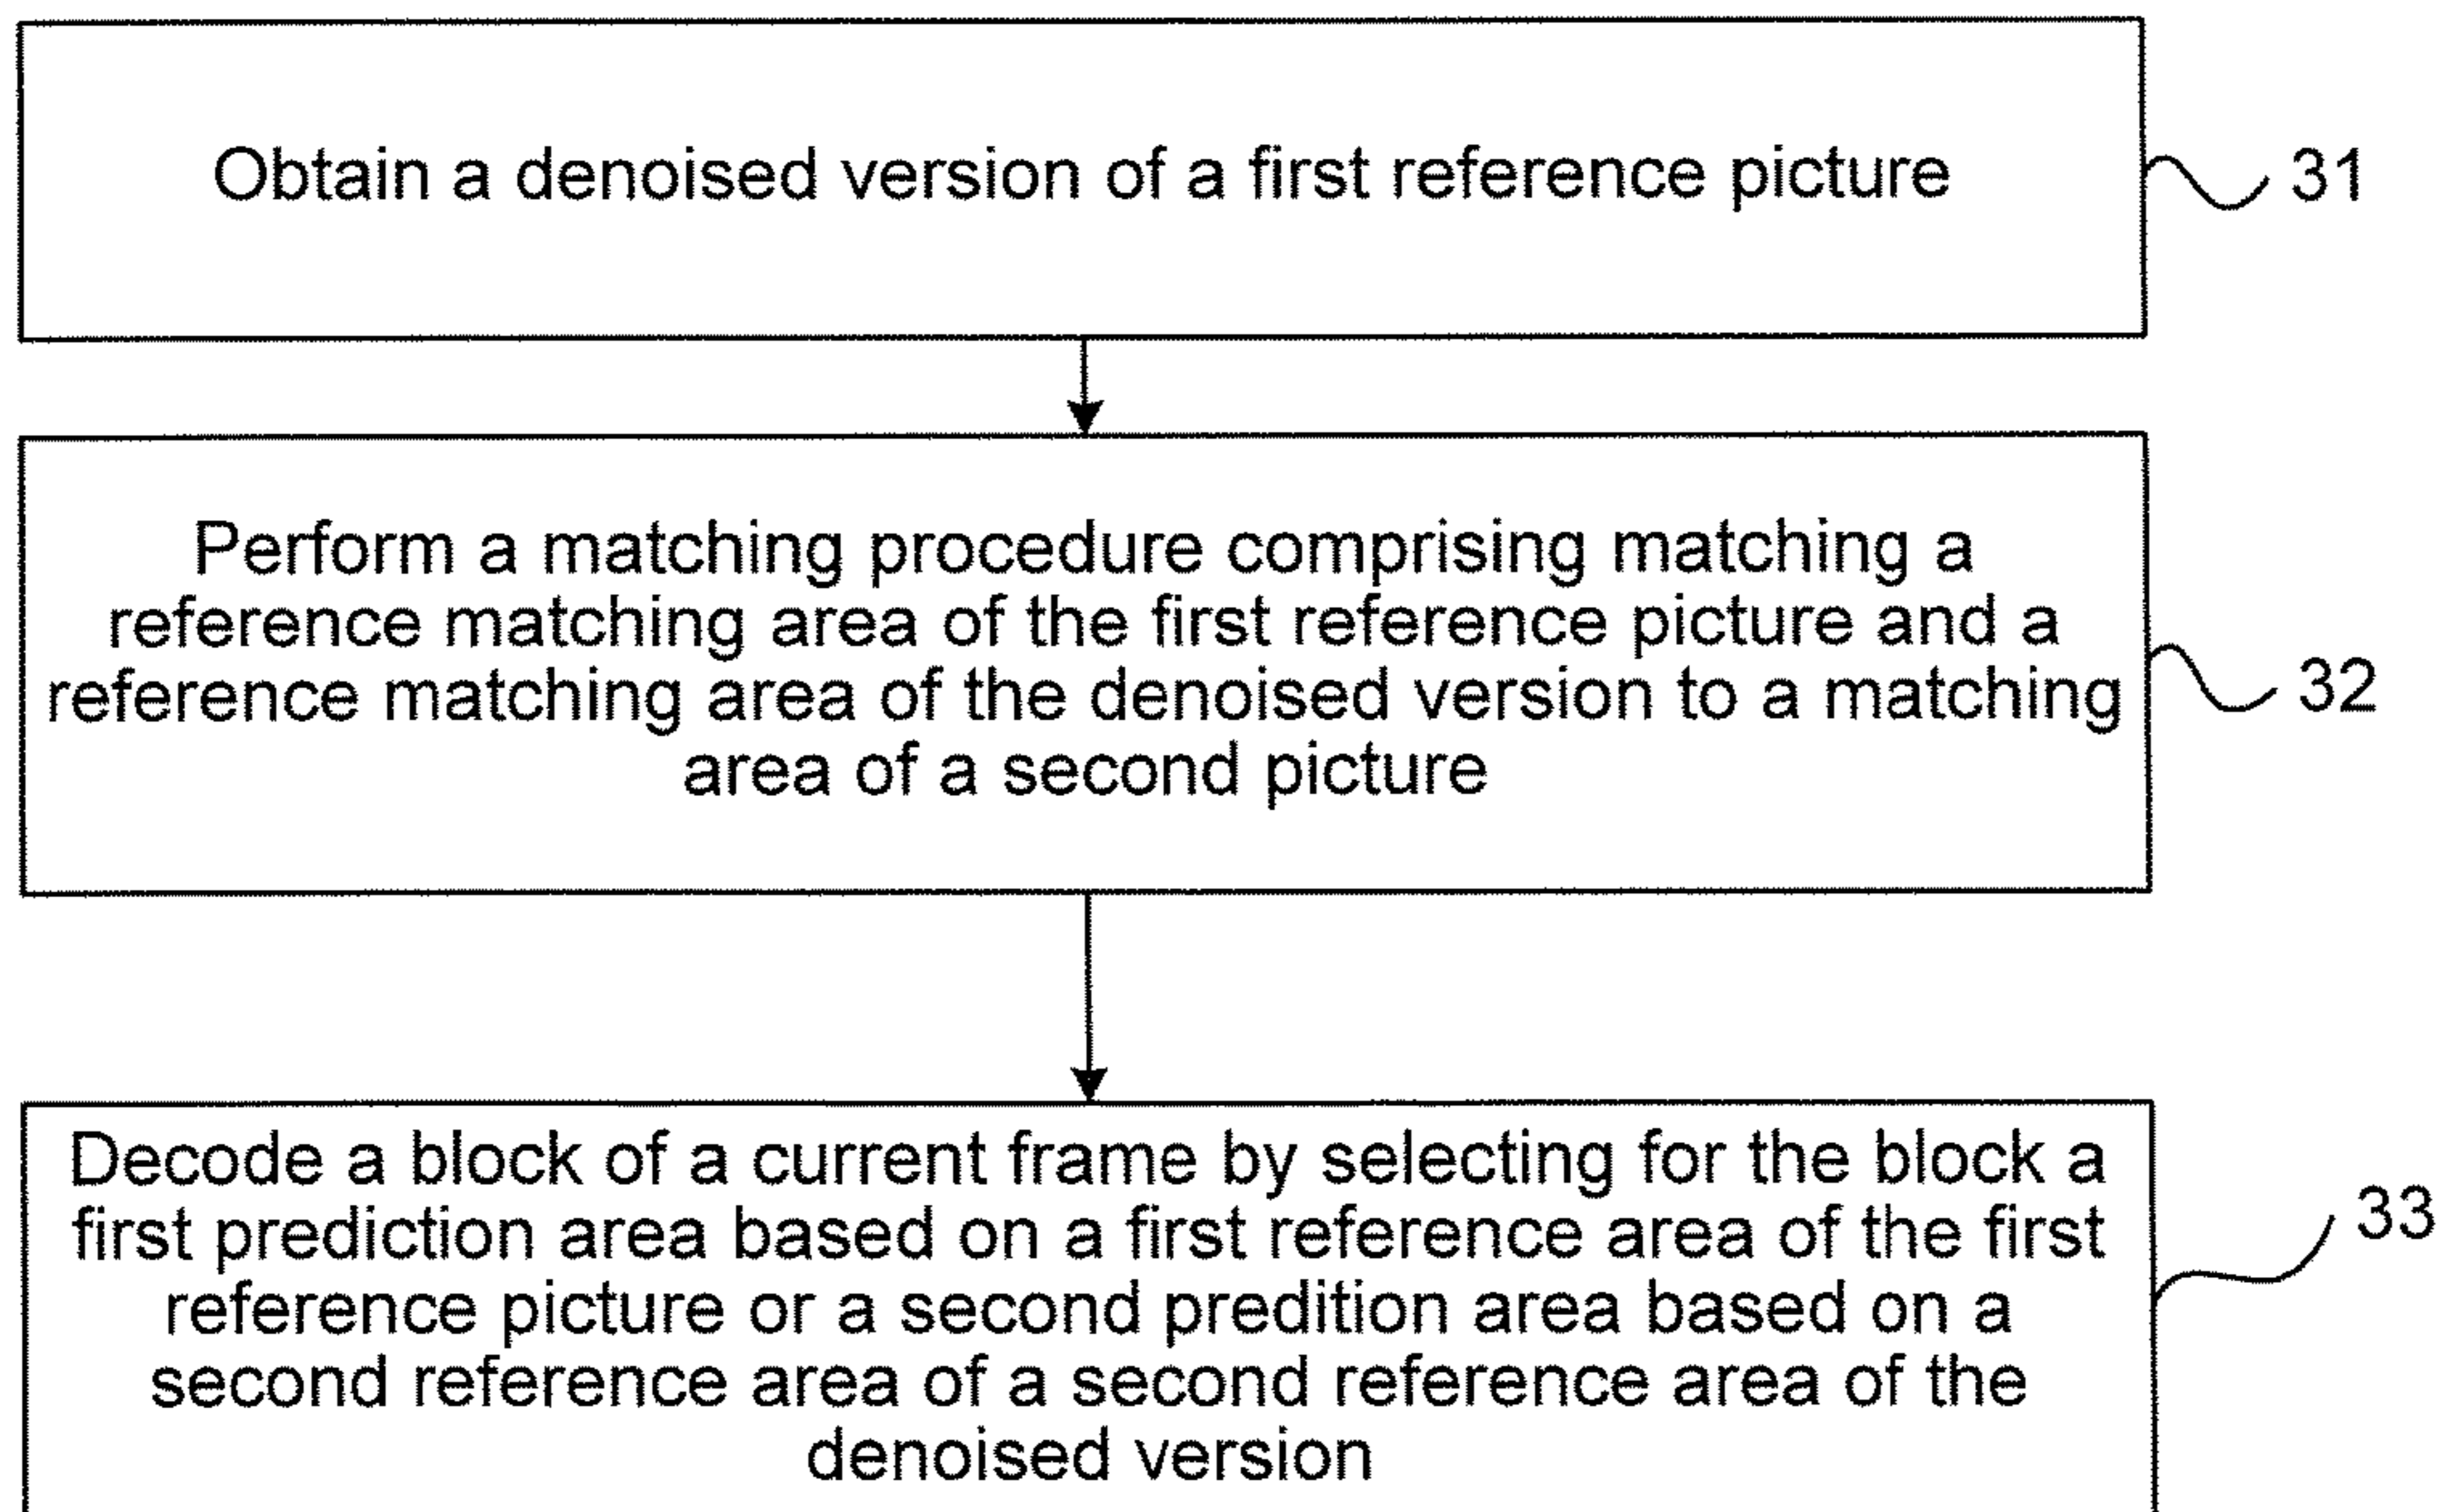 Obtain a denoised version of a first reference picture
31
Perform a matching procedure comprising matching a
reference matching area of the first reference picture and a
reference matching area of the denoised version to a matching
area of a second picture
32
Decode a block of a current frame by selecting for the block a
first prediction area based on a first reference area of the first
reference picture or a second predition area based on a
second reference area of a second reference area of the
denoised version
33